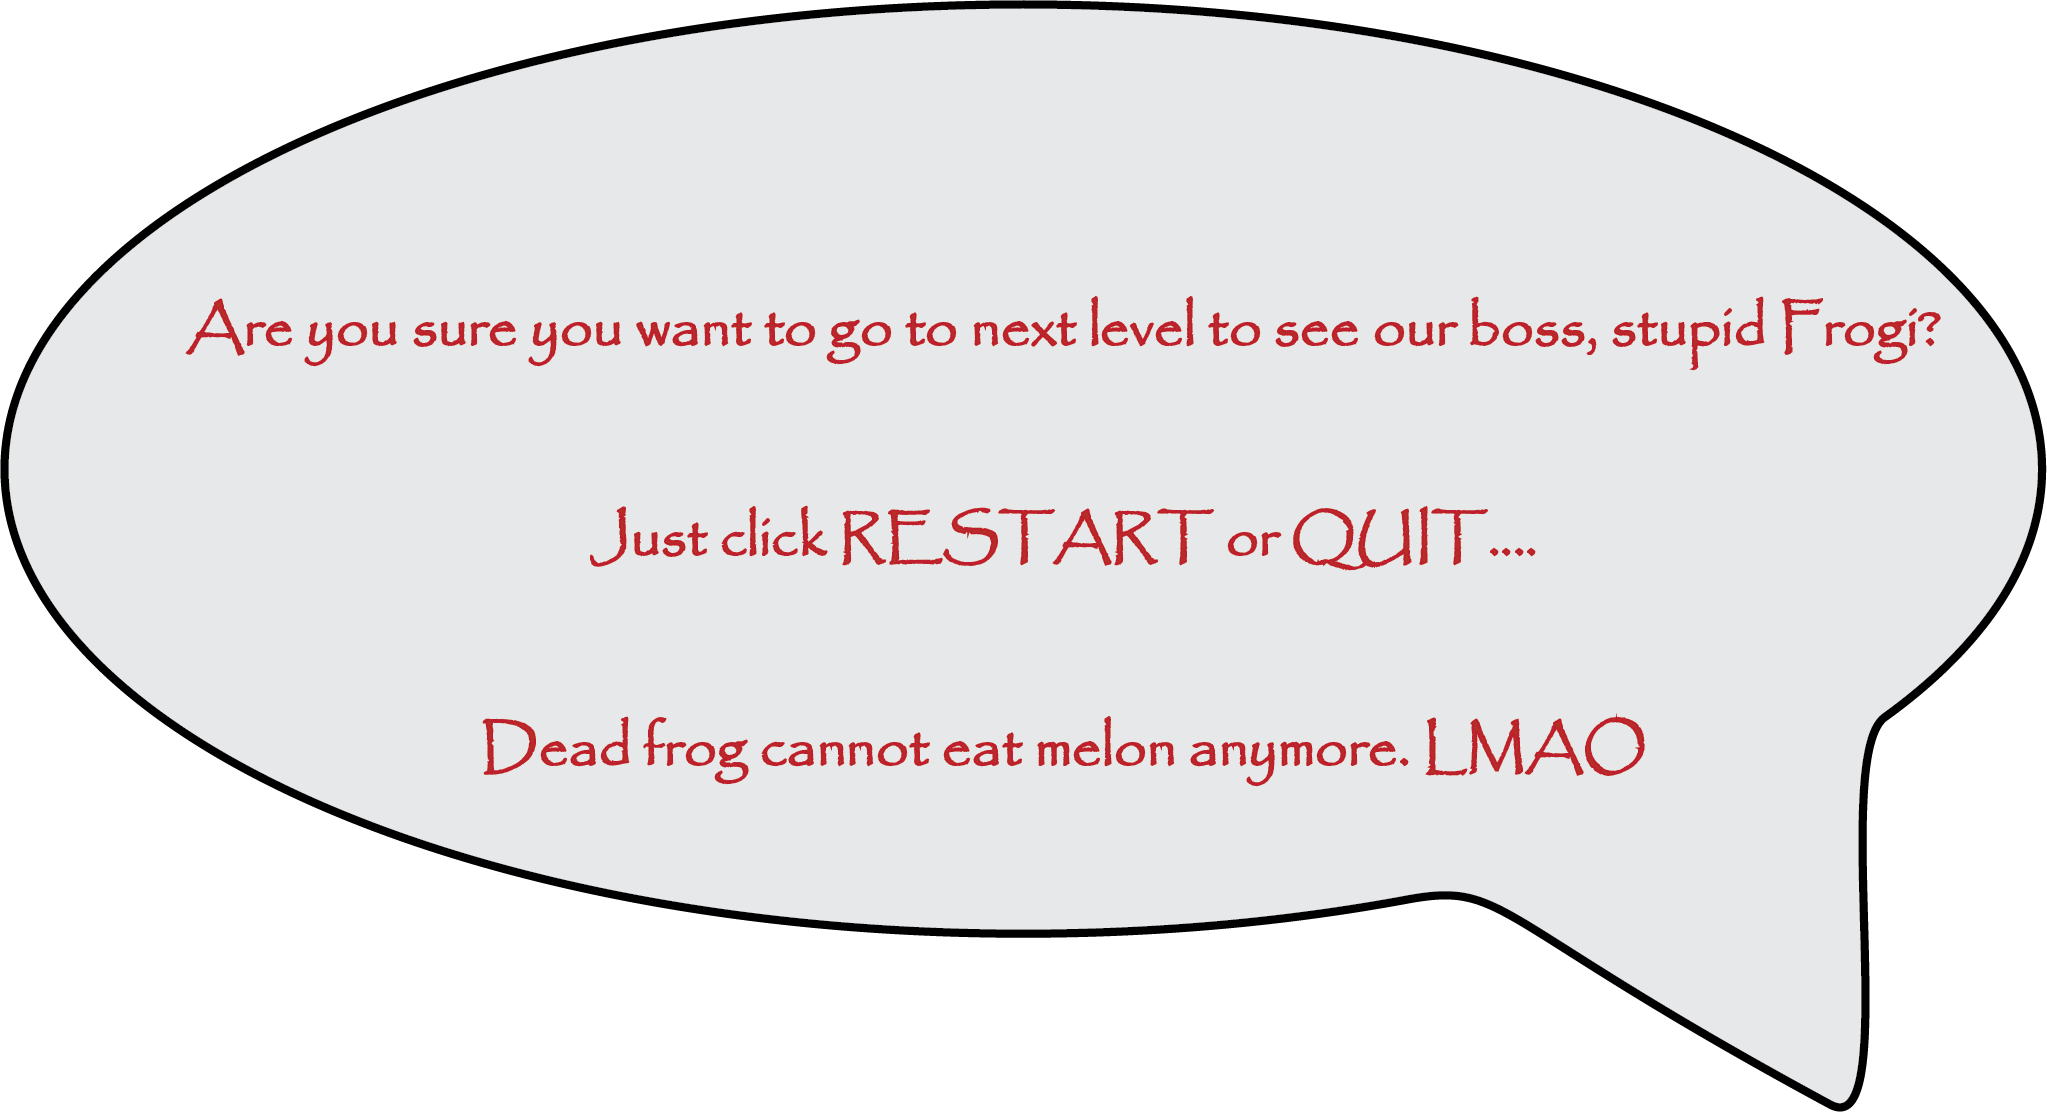 Are you sure you want to go to next level to see our boss, stupid Frogi?
Just click RESTART or QUIT....
Dead frog cannot eat melon anymore. LMAO